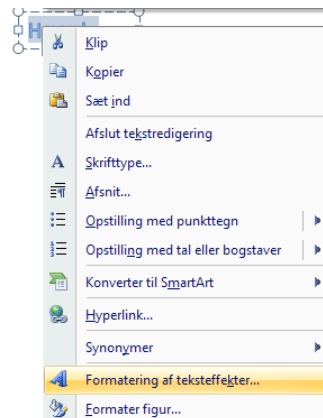 Klip
Kopier
Sæt ind
Afslut tekstredigering
Skrifttype...
Afsnit...
Opstilling med punkttegn
Opstilling med tal eller bogstaver
Konverter til SmartArt
Hyperlink...
Synonymer
Formatering af teksteffekter...
Formater figur...